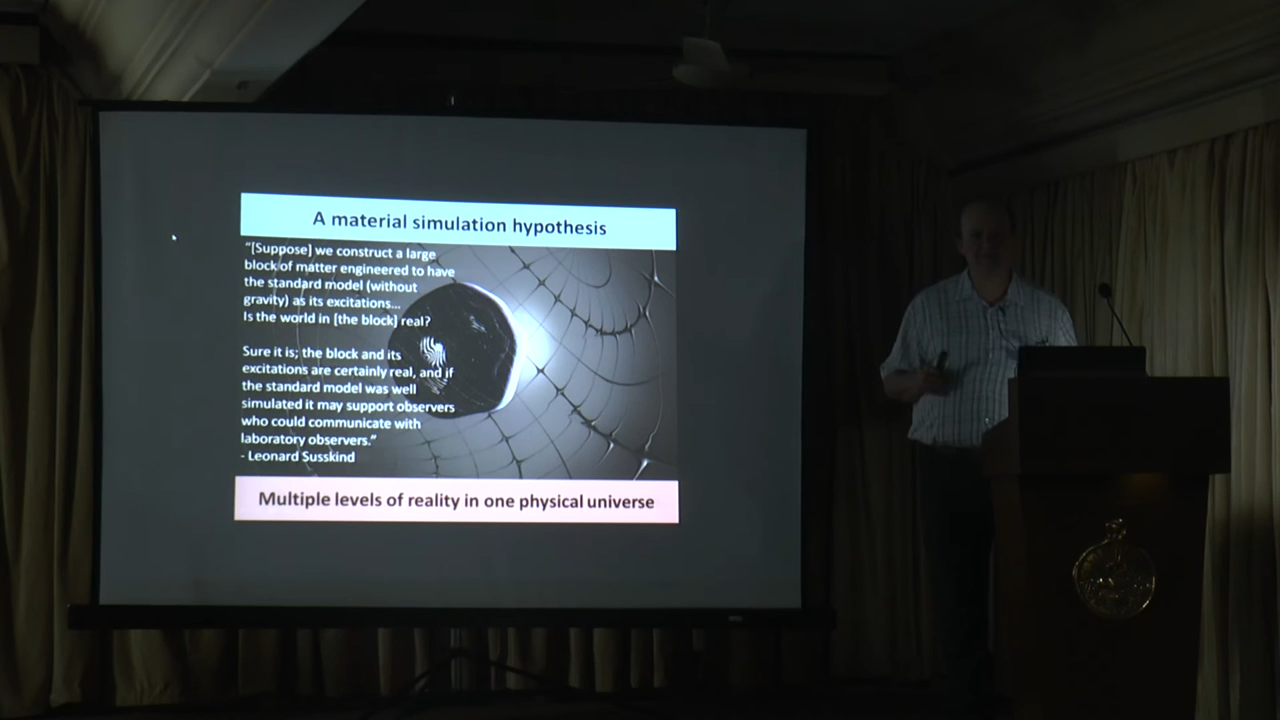 A material simulation hypothesis
"[Suppose] we construct a large
block of matter engineered to have
the standard model (without
gravity) as its excitations...
Is the world in [the block] real?
Sure it is; the block and its
excitations are certainly real, and if
the standard model was well
simulated it may support observers
who could communicate with
laboratory observers."
- Leonard Susskind
Multiple levels of reality in one physical universe